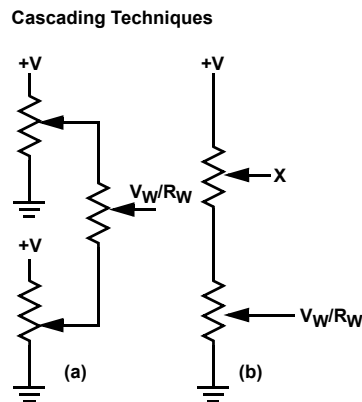 Cascading Techniques
+V
+V
X
V_W/R_W
+V
V_W/R_W
(a)
(b)